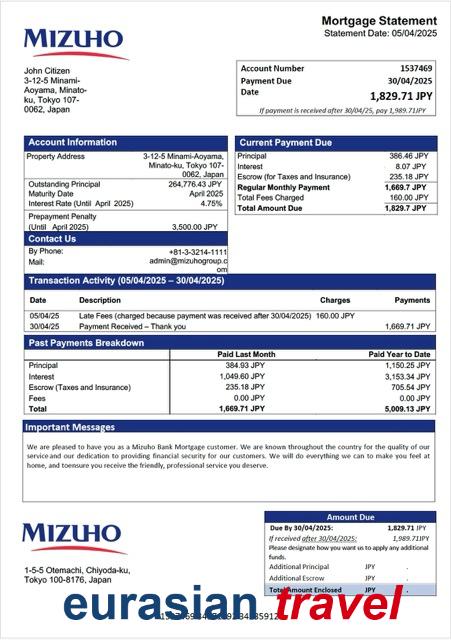 MIZUHO
Mortgage Statement
Statement Date: 05/04/2025
John Citizen
3-12-5 Minami-
Aoyama, Minato-
ku, Tokyo 107-
0062, Japan
Account Number 1537469
Payment Due 30/04/2025
Date 1,829.71 JPY
If payment is received after 30/04/25, pay 1,989.71JPY
Account Information
Property Address 3-12-5 Minami-Aoyama,
Minato-ku, Tokyo 107-
0062, Japan
Outstanding Principal 264,776.43 JPY
Maturity Date April 2025
Interest Rate (Until April 2025) 4.75%
Prepayment Penalty
(Until April 2025) 3,500.00 JPY
Contact Us
By Phone: +81-3-3214-1111
Mail: admin@mizuhogroup.c
om
Current Payment Due
Principal 386.46 JPY
Interest 8.07 JPY
Escrow (for Taxes and Insurance) 235.18 JPY
Regular Monthly Payment 1,669.7 JPY
Total Fees Charged 160.00 JPY
Total Amount Due 1,829.7 JPY
Transaction Activity (05/04/2025 – 30/04/2025)
Date Description Charges Payments
05/04/25 Late Fees (charged because payment was received after 30/04/2025) 160.00 JPY
30/04/25 Payment Received – Thank you 1,669.71 JPY
Past Payments Breakdown
Paid Last Month Paid Year to Date
Principal 384.93 JPY 1,150.25 JPY
Interest 1,049.60 JPY 3,153.34 JPY
Escrow (Taxes and Insurance) 235.18 JPY 705.54 JPY
Fees 0.00 JPY 0.00 JPY
Total 1,669.71 JPY 5,009.13 JPY
Important Messages
We are pleased to have you as a Mizuho Bank Mortgage customer. We are known throughout the country for the quality of our
service and our dedication to providing financial security for our customers. We will do everything we can to make you feel at
home, and toensure you receive the friendly, professional service you deserve.
MIZUHO
1-5-5 Otemachi, Chiyoda-ku,
Tokyo 100-8176, Japan
Amount Due
Due By 30/04/2025: 1,829.71 JPY
If received after 30/04/2025: 1,989.71JPY
Please designate how you want us to apply any additional
funds.
Additional Principal JPY .
Additional Escrow JPY .
Total Amount Enclosed JPY .
eurasian travel